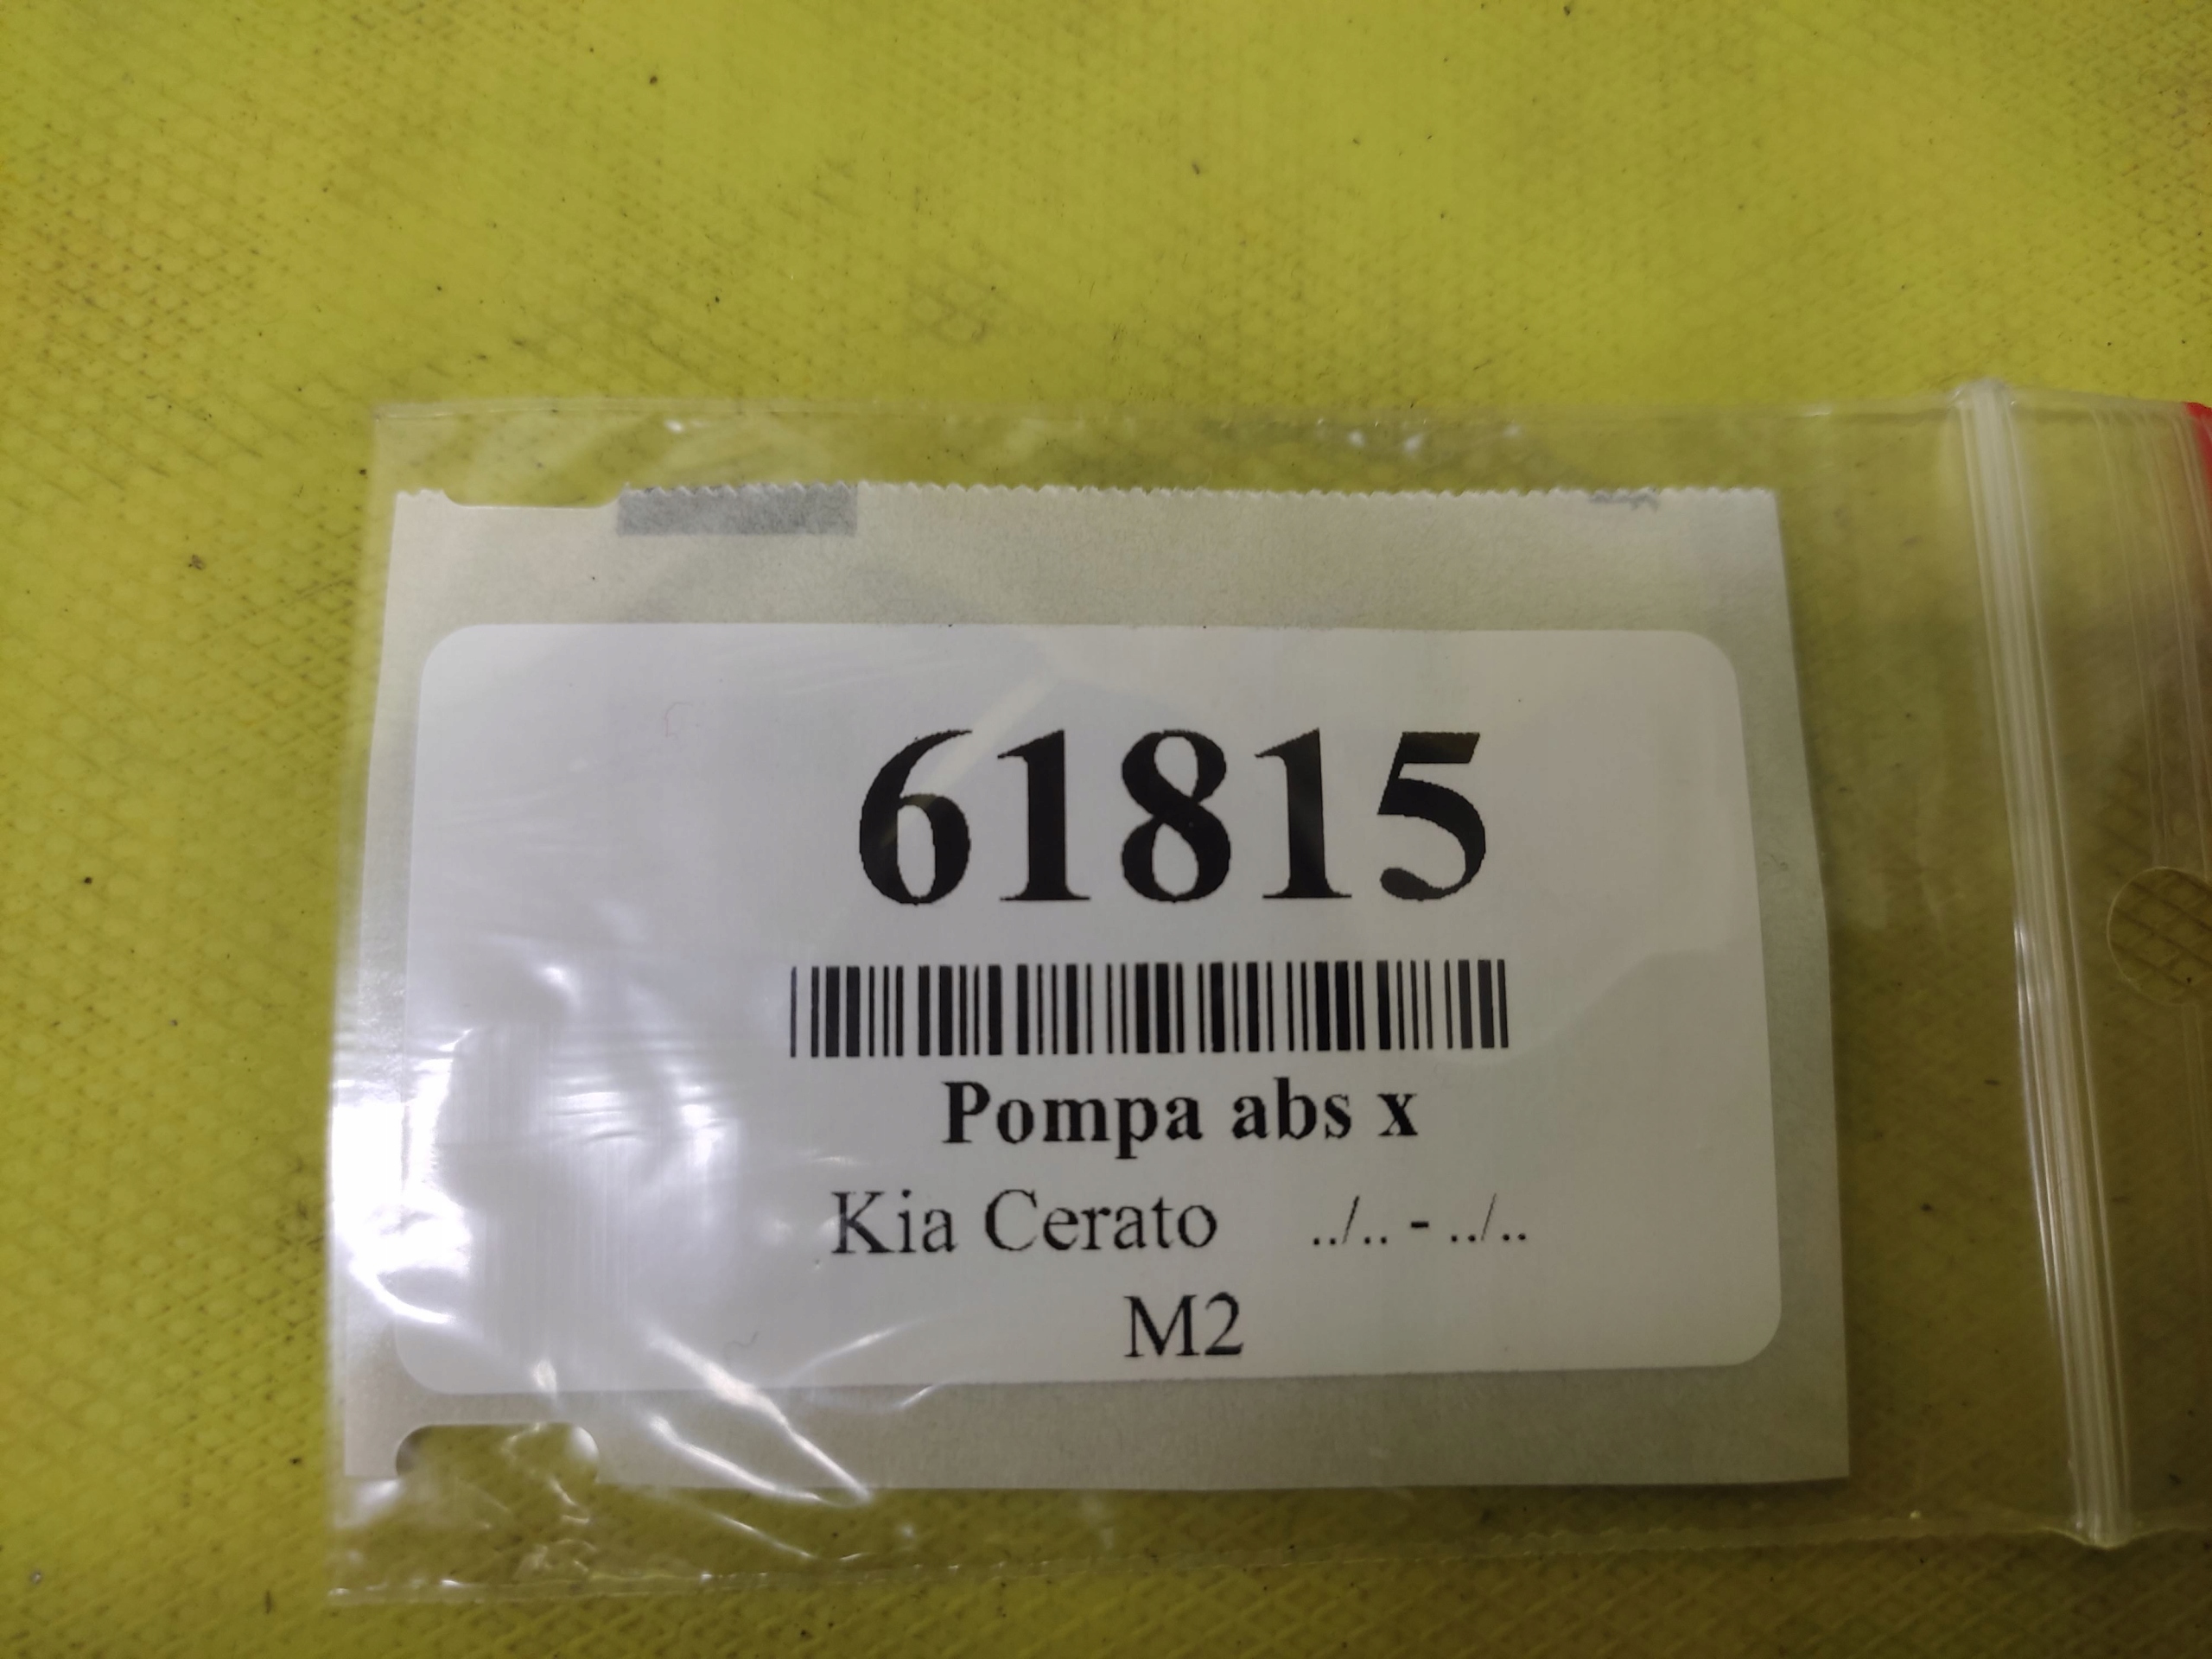 61815
Pompa abs x
Kia Cerato ../.. - ../..
M2